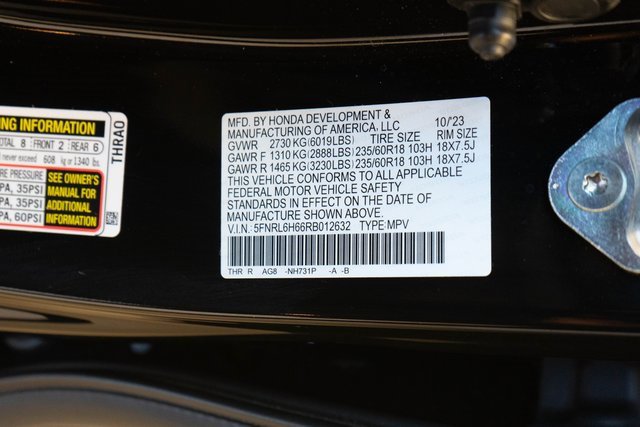 NG INFORMATION
OTAL 8 FRONT 2 REAR 6
never exceed 608 kg or 1340 lbs.
RE PRESSURE
PA, 35PSI
PA, 35PSI
PA, 60PSI
SEE OWNER'S
MANUAL FOR
ADDITIONAL
INFORMATION
THRA0
MFD. BY HONDA DEVELOPMENT &
MANUFACTURING OF AMERICA, LLC 10/23
GVWR 2730 KG(6019LBS) TIRE SIZE RIM SIZE
GAWR F 1310 KG(2888LBS) 235/60R18 103H 18X7.5J
GAWR R 1465 KG(3230LBS) 235/60R18 103H 18X7.5J
THIS VEHICLE CONFORMS TO ALL APPLICABLE
FEDERAL MOTOR VEHICLE SAFETY
STANDARDS IN EFFECT ON THE DATE OF
MANUFACTURE SHOWN ABOVE.
V.I.N.: 5FNRL6H66RB012632 TYPE:MPV
THR R AG8 -NH731P -A -B